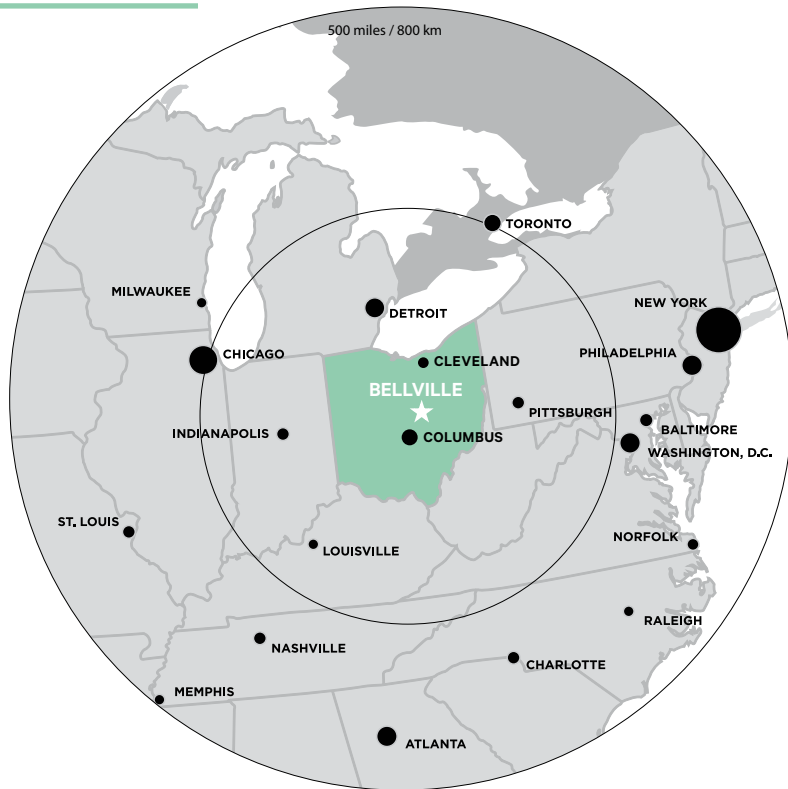 500 miles / 800 km
TORONTO
MILWAUKEE
NEW YORK
DETROIT
CHICAGO
PHILADELPHIA
CLEVELAND
BELLVILLE
PITTSBURGH
BALTIMORE
INDIANAPOLIS
COLUMBUS
WASHINGTON, D.C.
ST. LOUIS
NORFOLK
LOUISVILLE
RALEIGH
NASHVILLE
CHARLOTTE
MEMPHIS
ATLANTA